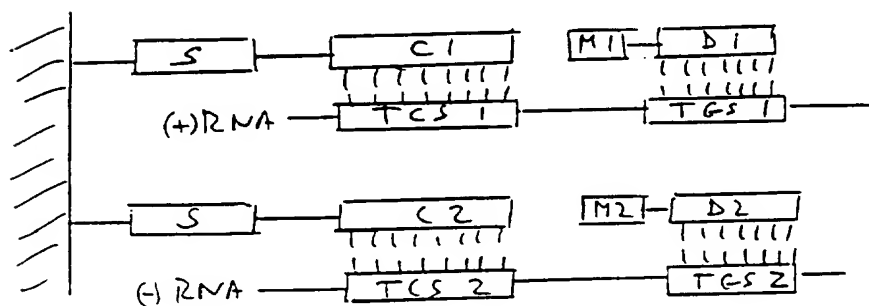 S C1 M1 D1
(+)RNA TCS 1 TGS 1
S C2 M2 D2
(-)RNA TCS 2 TGS 2